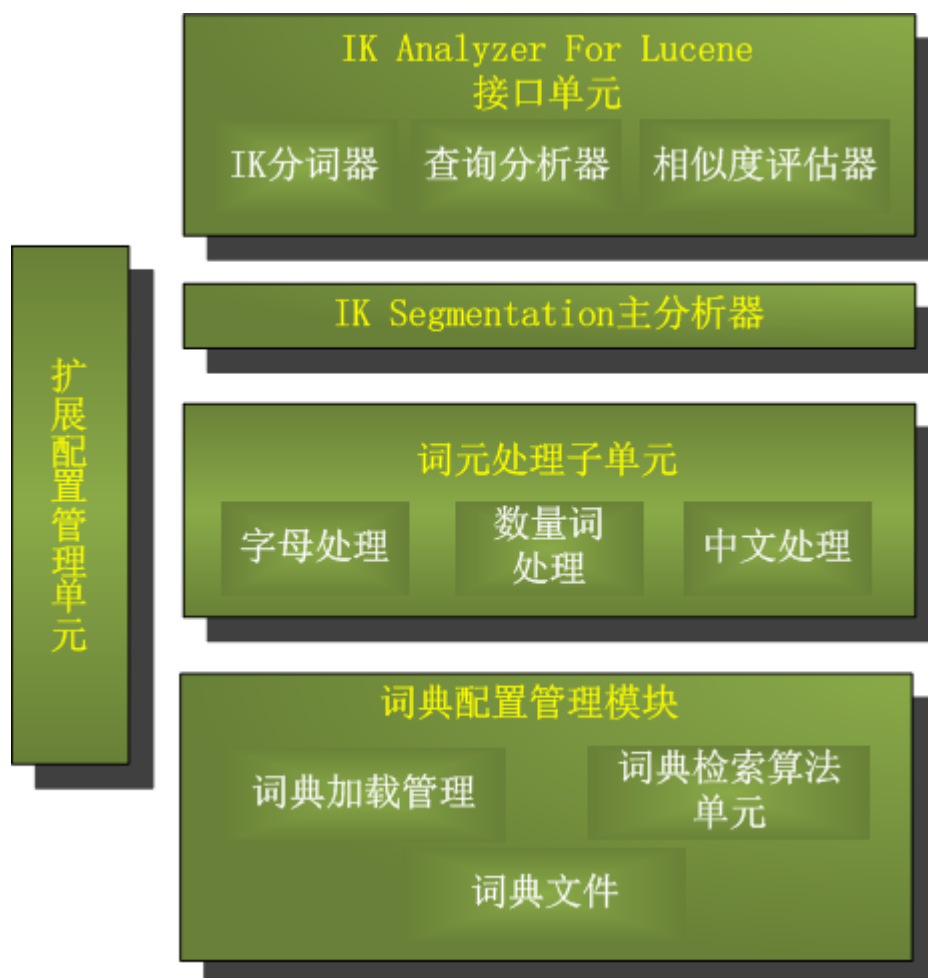 IK Analyzer For Lucene
接口单元
IK分词器
查询分析器
相似度评估器
扩展配置管理单元
IK Segmentation主分析器
词元处理子单元
字母处理
数量词
处理
中文处理
词典配置管理模块
词典加载管理
词典检索算法
单元
词典文件